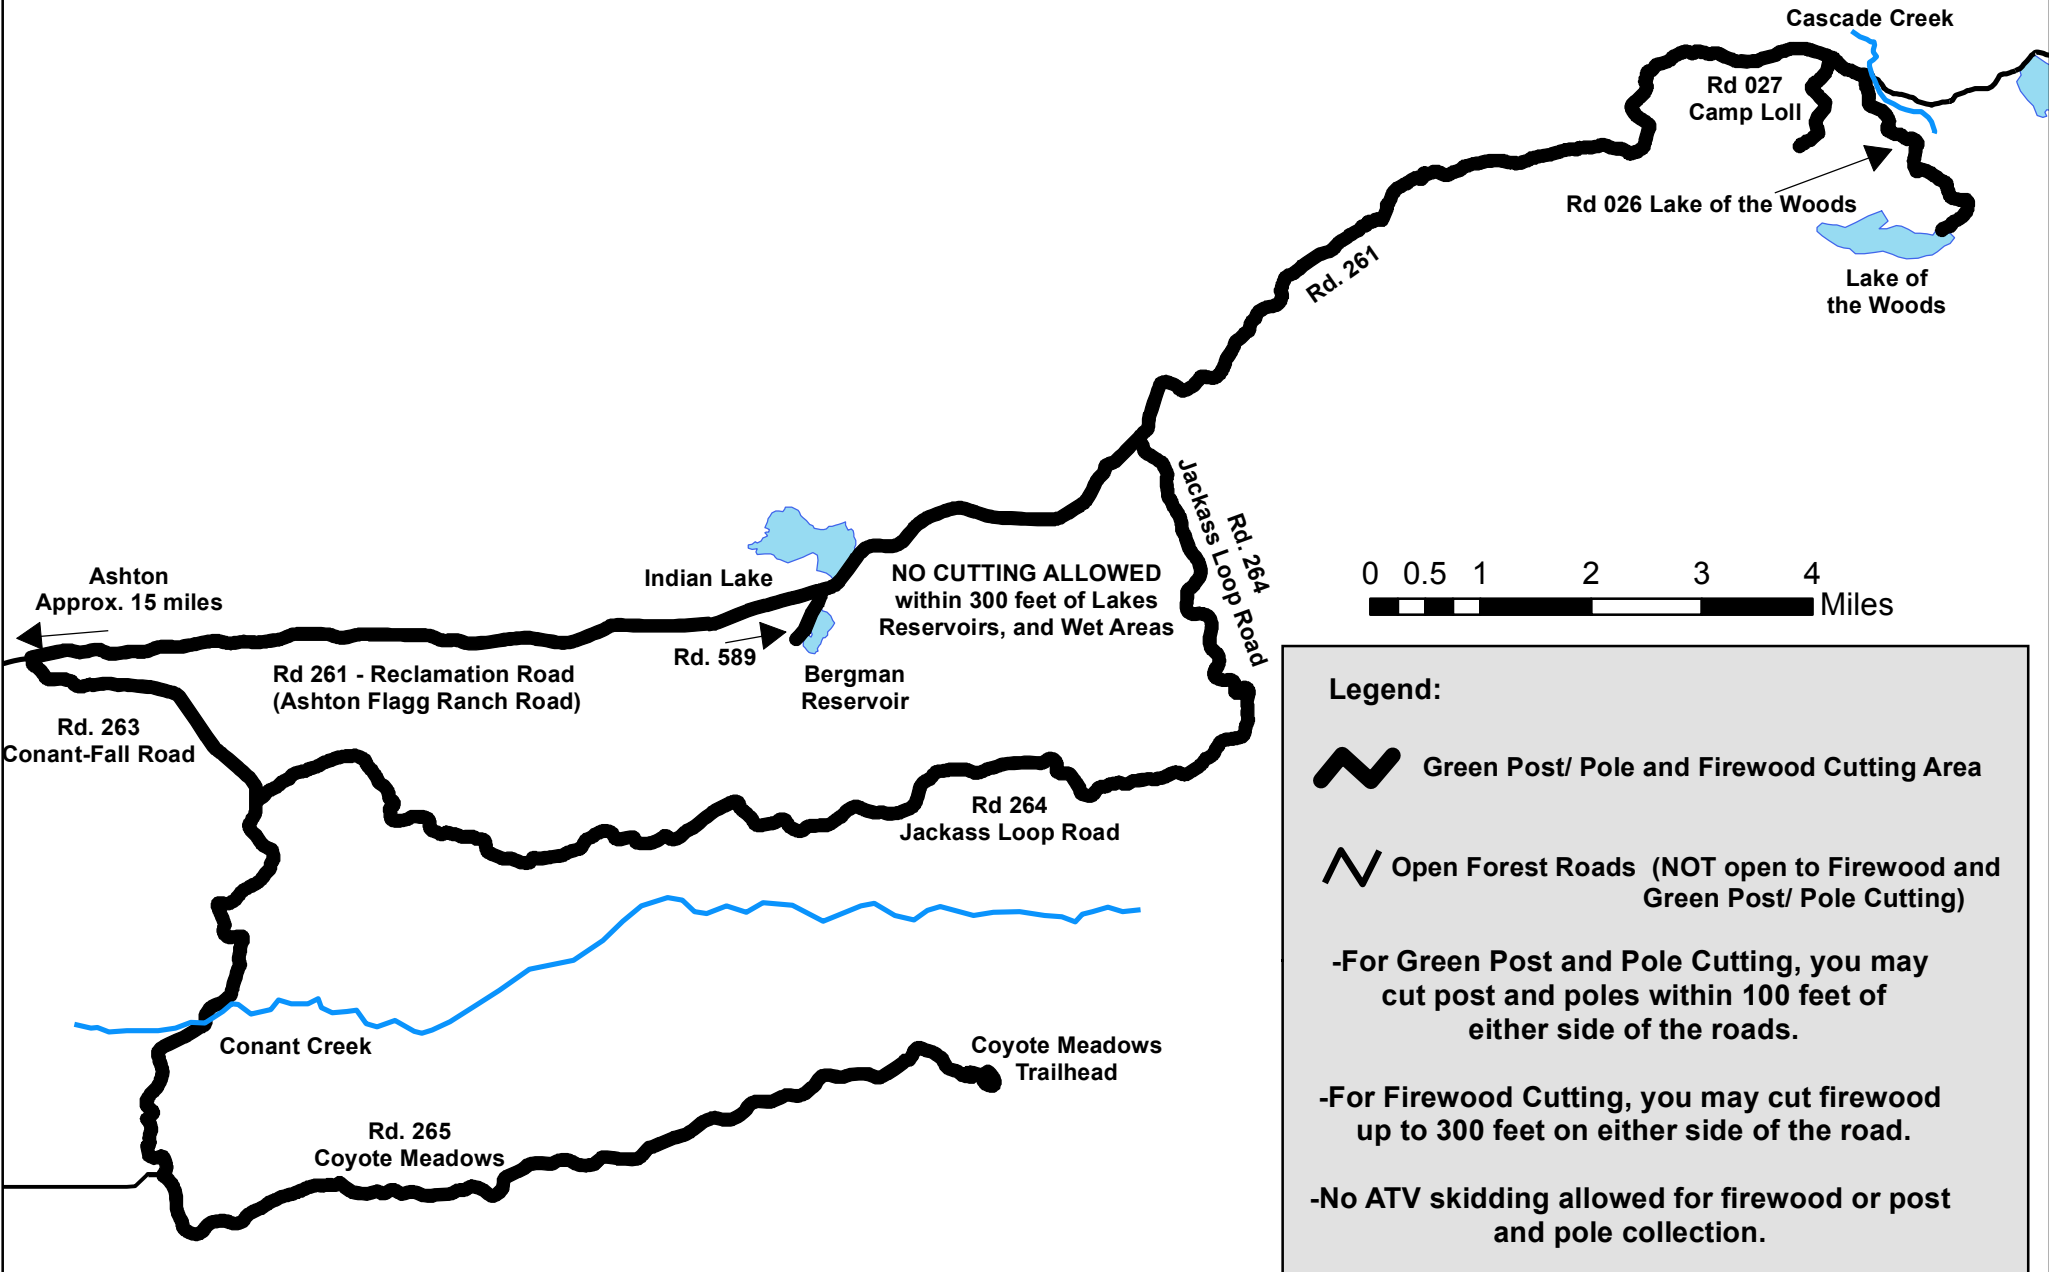 Cascade Creek
Rd 027
Camp Loll
Rd 026 Lake of the Woods
Lake of
the Woods
Rd. 261
Rd. 264
Jackass Loop Road
Indian Lake
NO CUTTING ALLOWED
within 300 feet of Lakes
Reservoirs, and Wet Areas
Ashton
Approx. 15 miles
0 0.5 1 2 3 4
Miles
Rd. 589
Bergman
Reservoir
Rd 261 - Reclamation Road
(Ashton Flagg Ranch Road)
Rd. 263
Conant-Fall Road
Rd 264
Jackass Loop Road
Conant Creek
Coyote Meadows
Trailhead
Rd. 265
Coyote Meadows
Legend:
Green Post/ Pole and Firewood Cutting Area
Open Forest Roads (NOT open to Firewood and
Green Post/ Pole Cutting)
-For Green Post and Pole Cutting, you may
cut post and poles within 100 feet of
either side of the roads.
-For Firewood Cutting, you may cut firewood
up to 300 feet on either side of the road.
-No ATV skidding allowed for firewood or post
and pole collection.